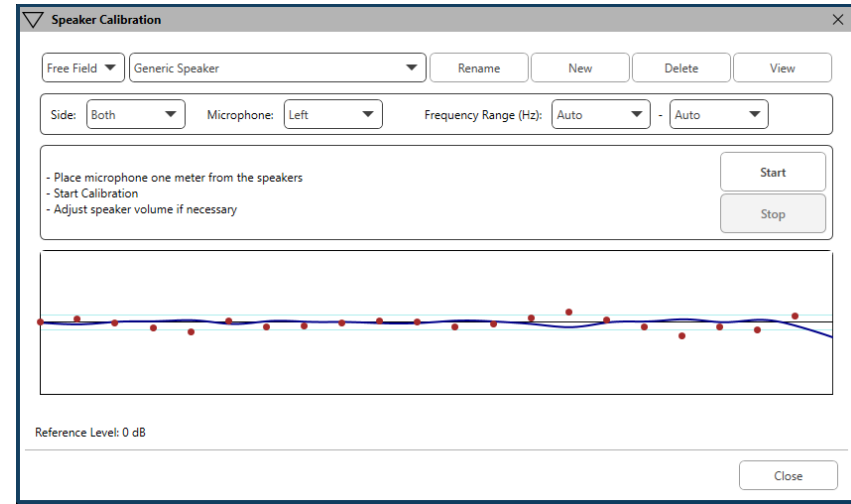 Speaker Calibration
Free Field Generic Speaker Rename New Delete View
Side: Both Microphone: Left Frequency Range (Hz): Auto - Auto
- Place microphone one meter from the speakers
- Start Calibration
- Adjust speaker volume if necessary
Start
Stop
Reference Level: 0 dB
Close